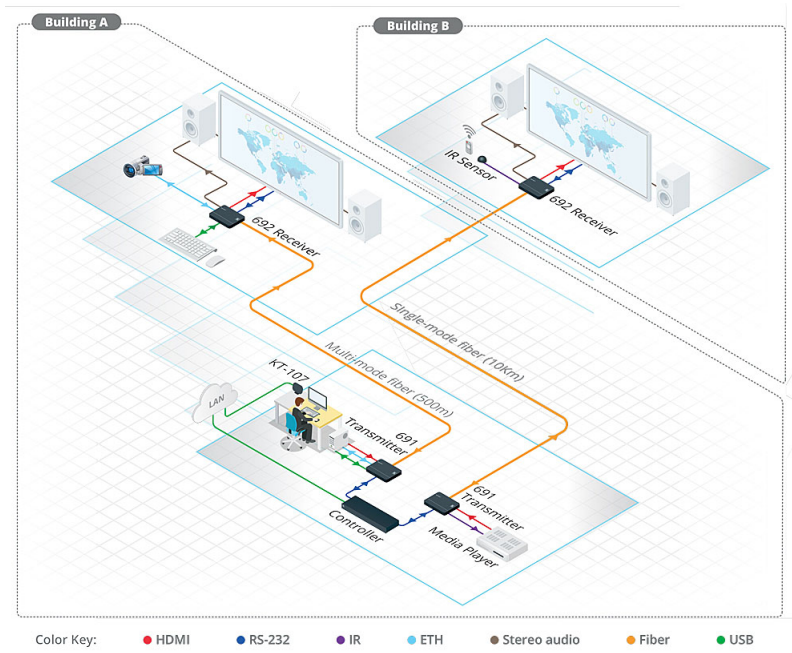 Building A
Building B
IR Sensor
692 Receiver
692 Receiver
Single-mode fiber (10Km)
Multi-mode fiber (500m)
KT-107
LAN
691
Transmitter
691
Transmitter
Controller
Media Player
Color Key:
HDMI
RS-232
IR
ETH
Stereo audio
Fiber
USB